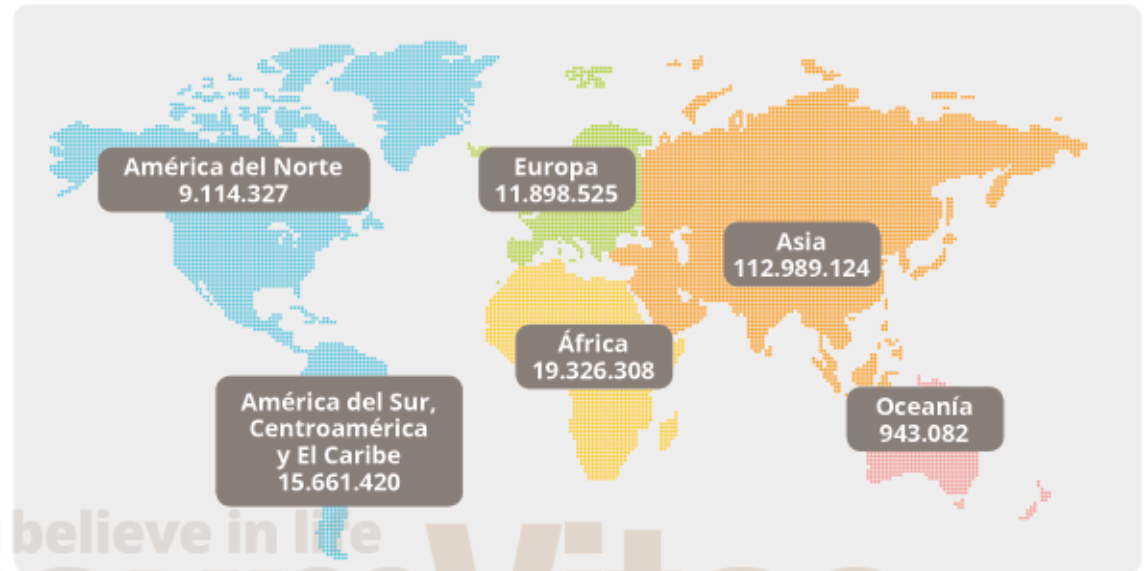 América del Norte
9.114.327
Europa
11.898.525
Asia
112.989.124
África
19.326.308
América del Sur,
Centroamérica
y El Caribe
15.661.420
Oceanía
943.082
believe in life